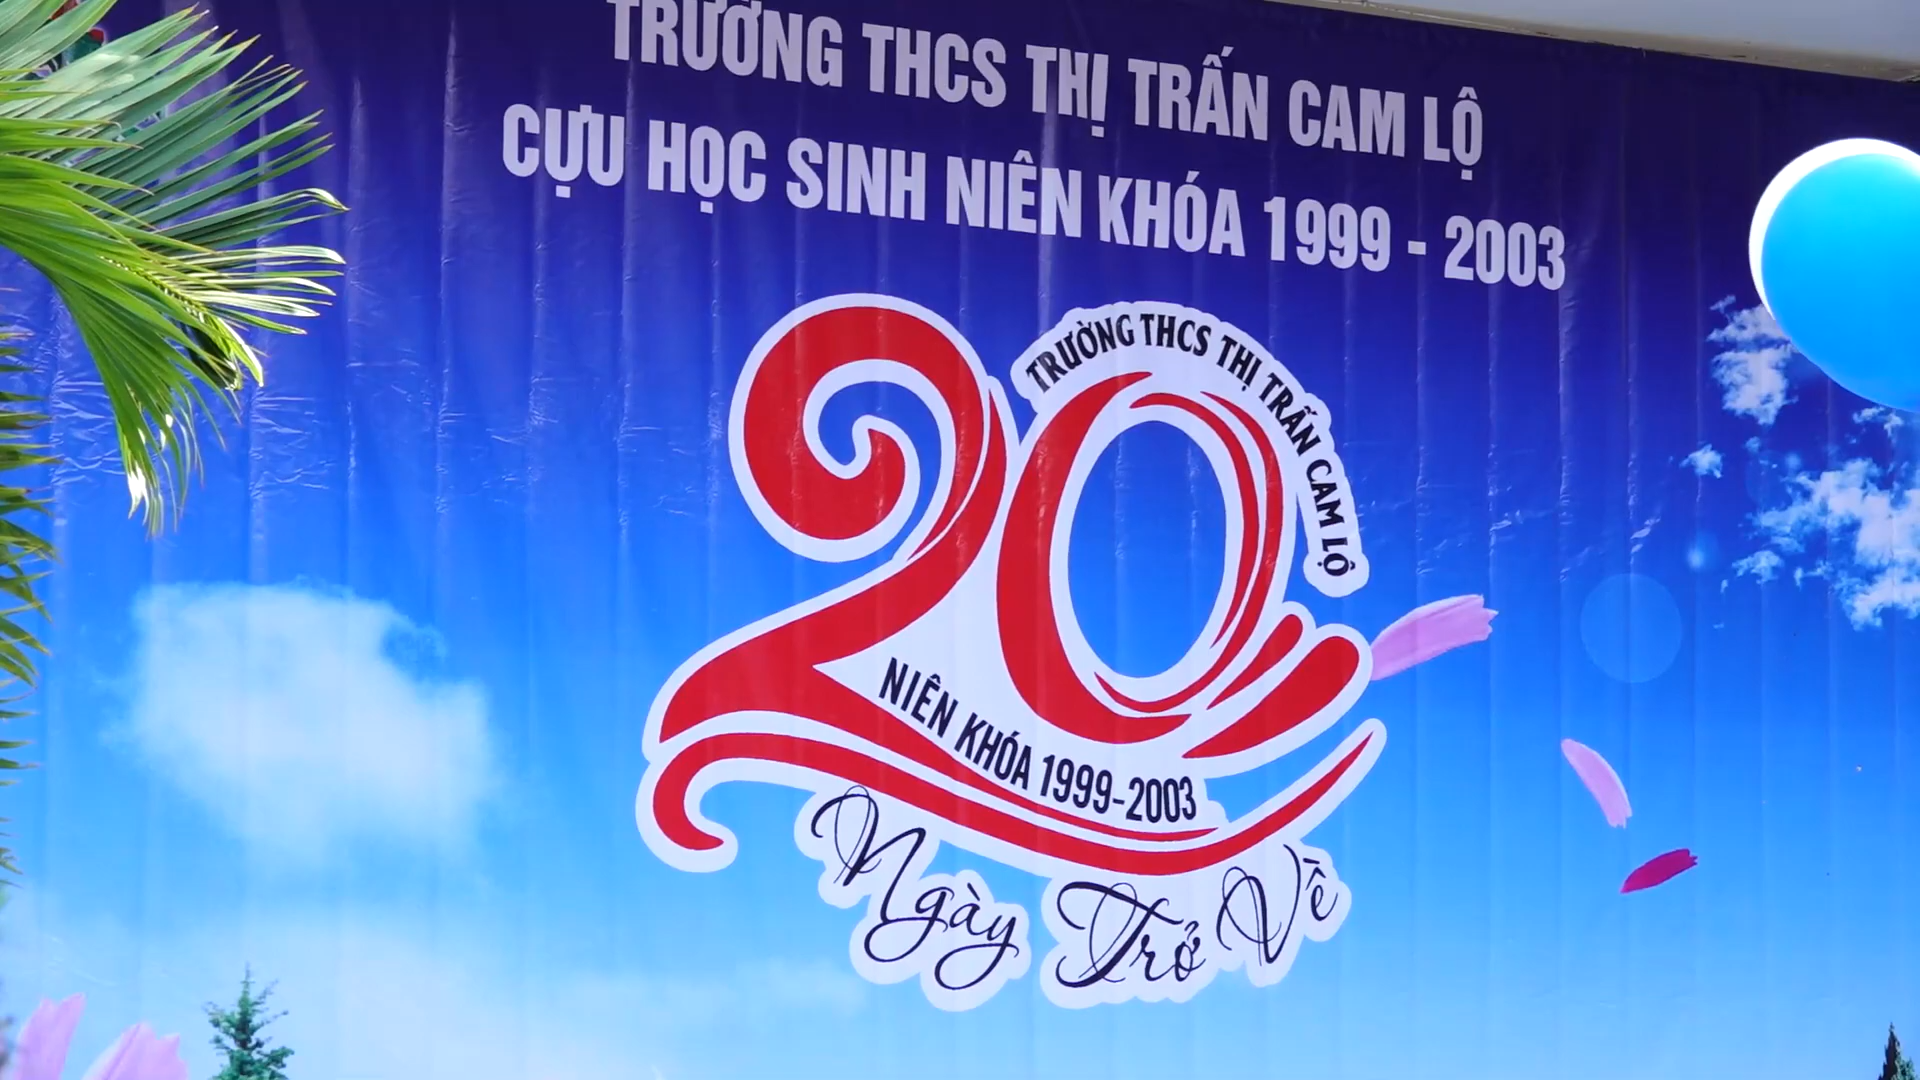 TRƯỜNG THCS THỊ TRẤN CAM LỘ
CỰU HỌC SINH NIÊN KHÓA 1999 - 2003
20
TRƯỜNG THCS THỊ TRẤN CAM LỘ
NIÊN KHÓA 1999-2003
Ngày Trở Về